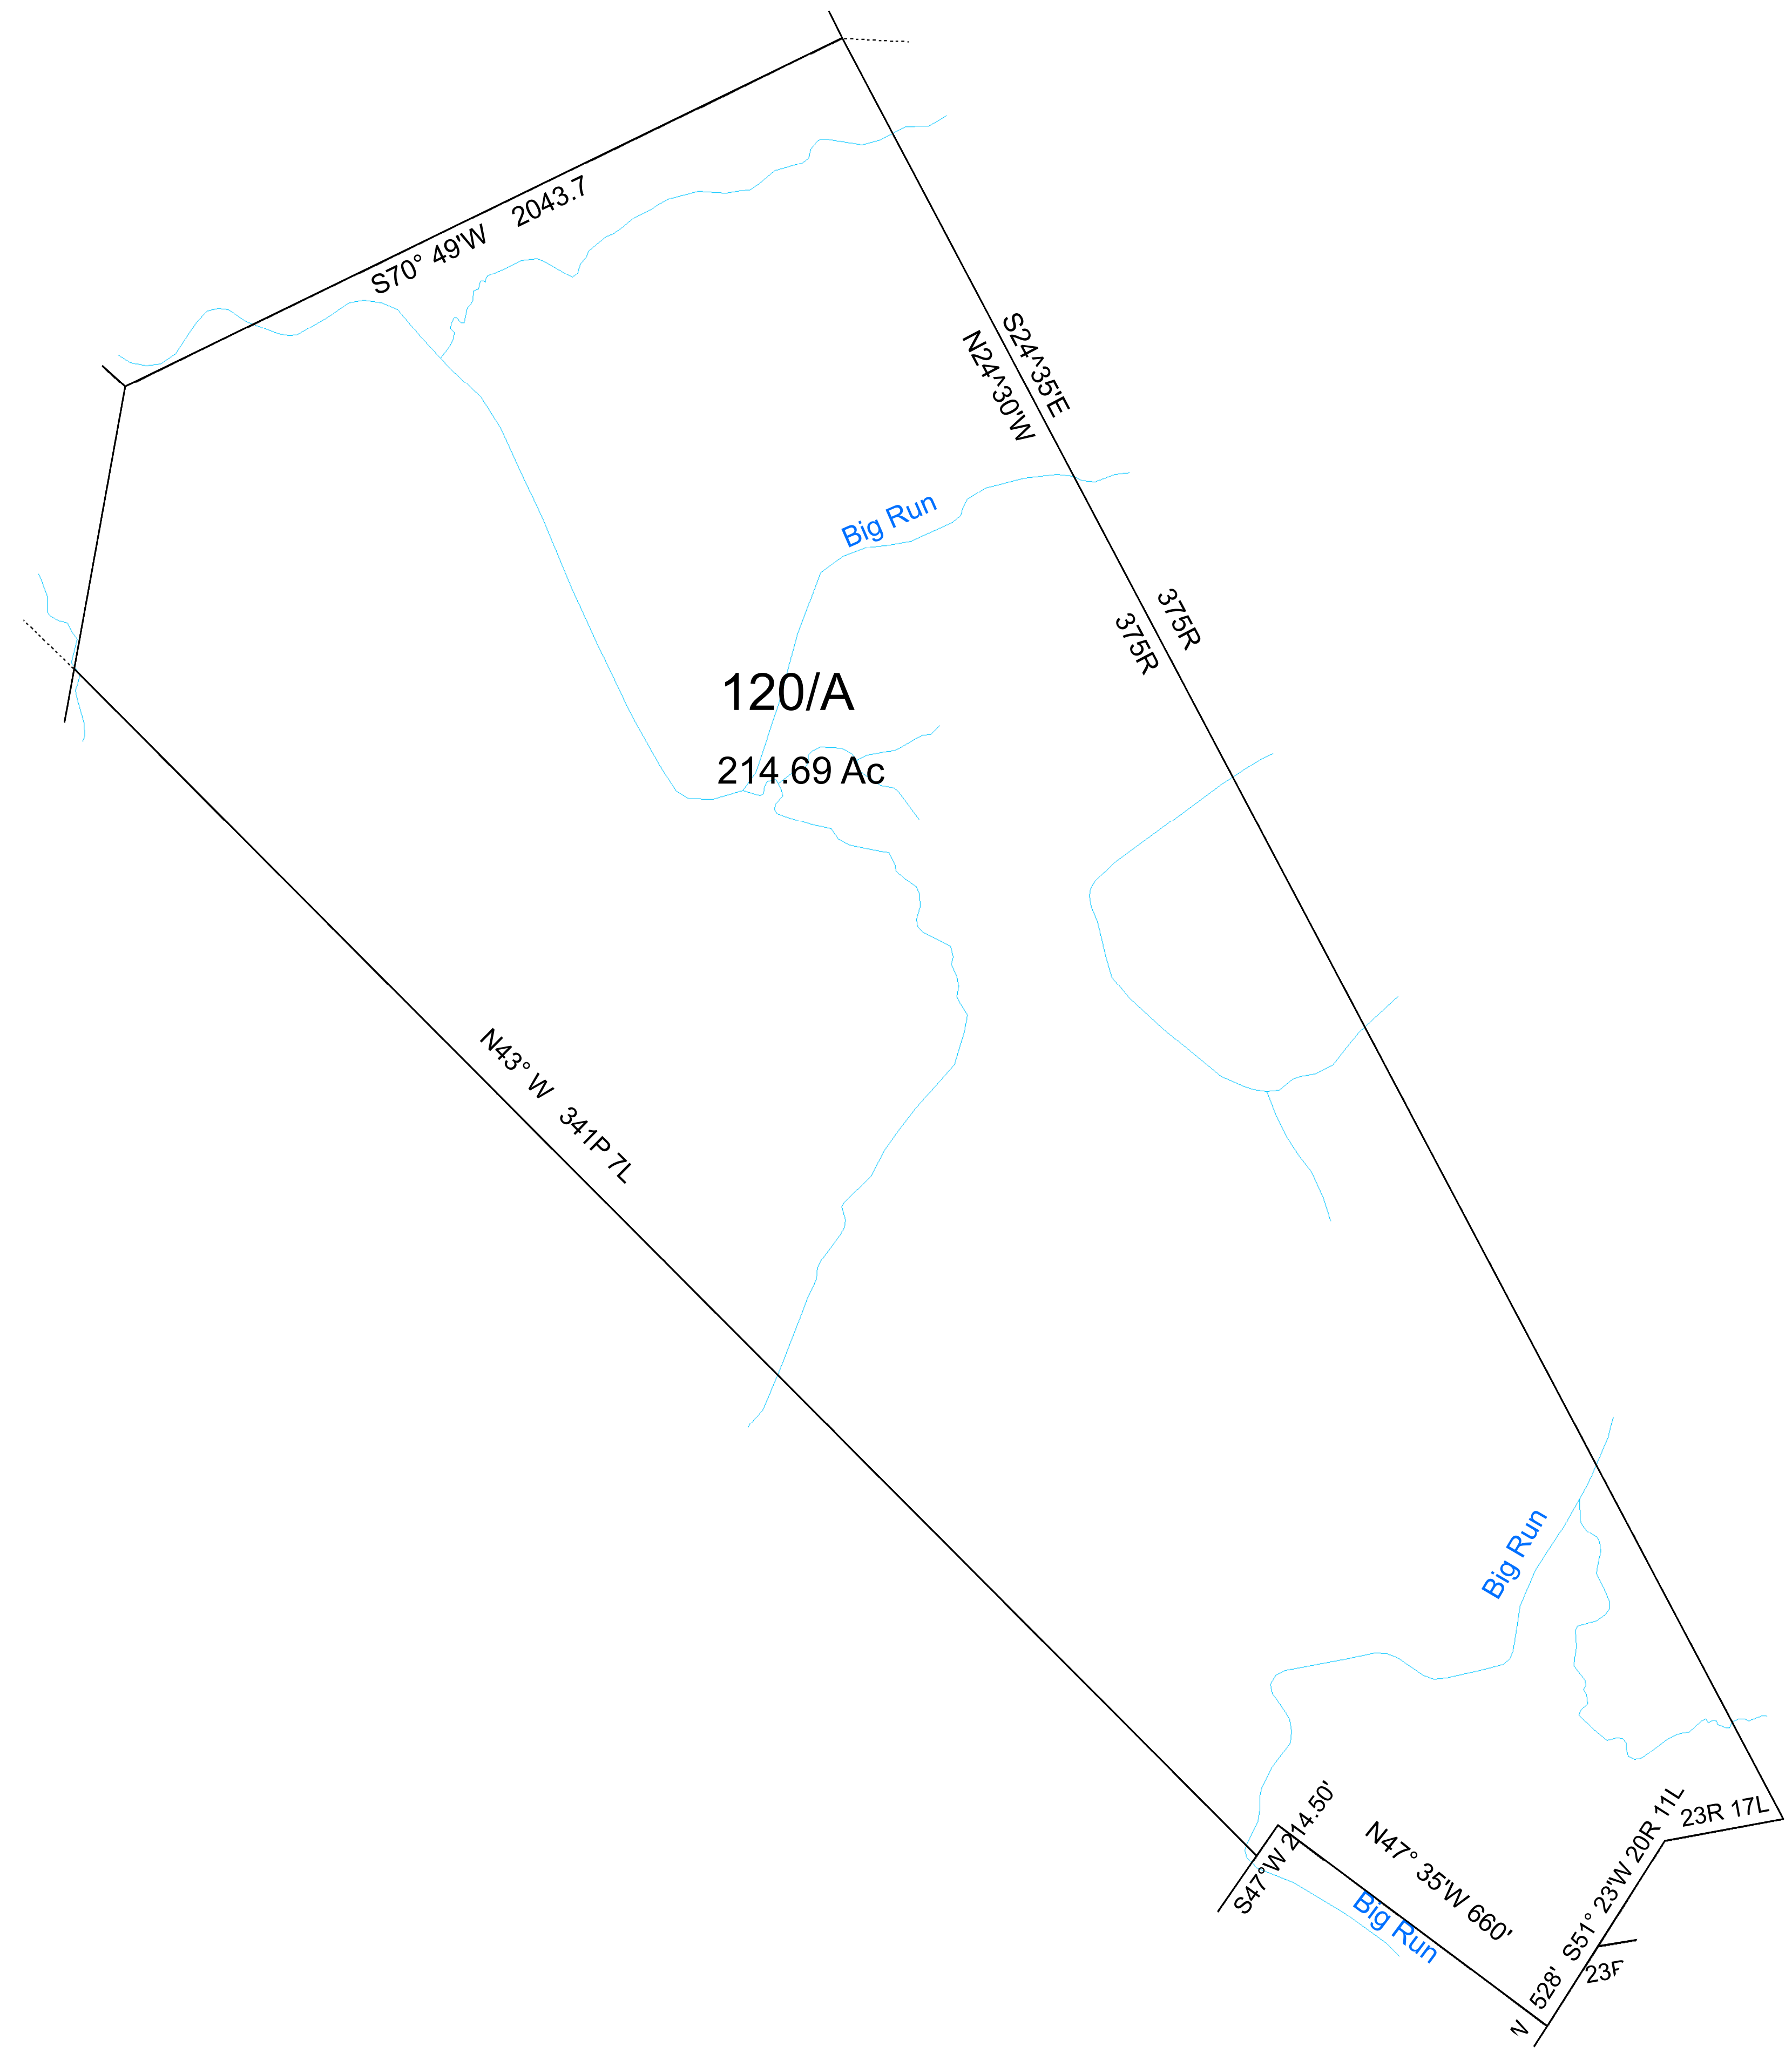 S70° 49'W 2043.7
S24^35'E
N24^30'W
Big Run
375R
375R
120/A
214.69 Ac
N43° W 341P 7L
Big Run
S47°W 214.50'
N47° 35'W 660'
23R 17L
528' S51° 23'W 20R 11L
Big Run